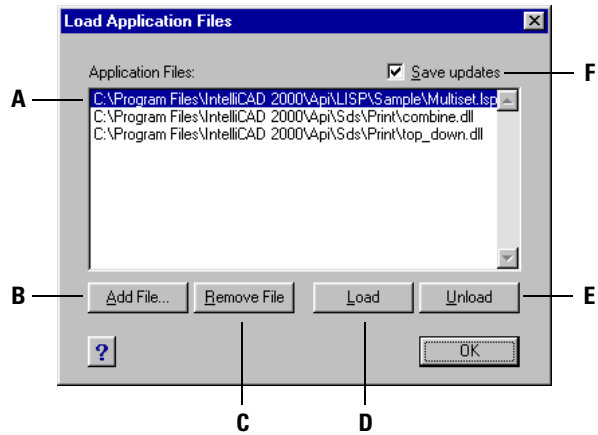 Load Application Files
Application Files:
Save updates
F
A
C:\Program Files\IntelliCAD 2000\Api\LISP\Sample\Multiset.lsp
C:\Program Files\IntelliCAD 2000\Api\Sds\Print\combine.dll
C:\Program Files\IntelliCAD 2000\Api\Sds\Print\top_down.dll
B
Add File...
Remove File
Load
Unload
E
?
OK
C
D